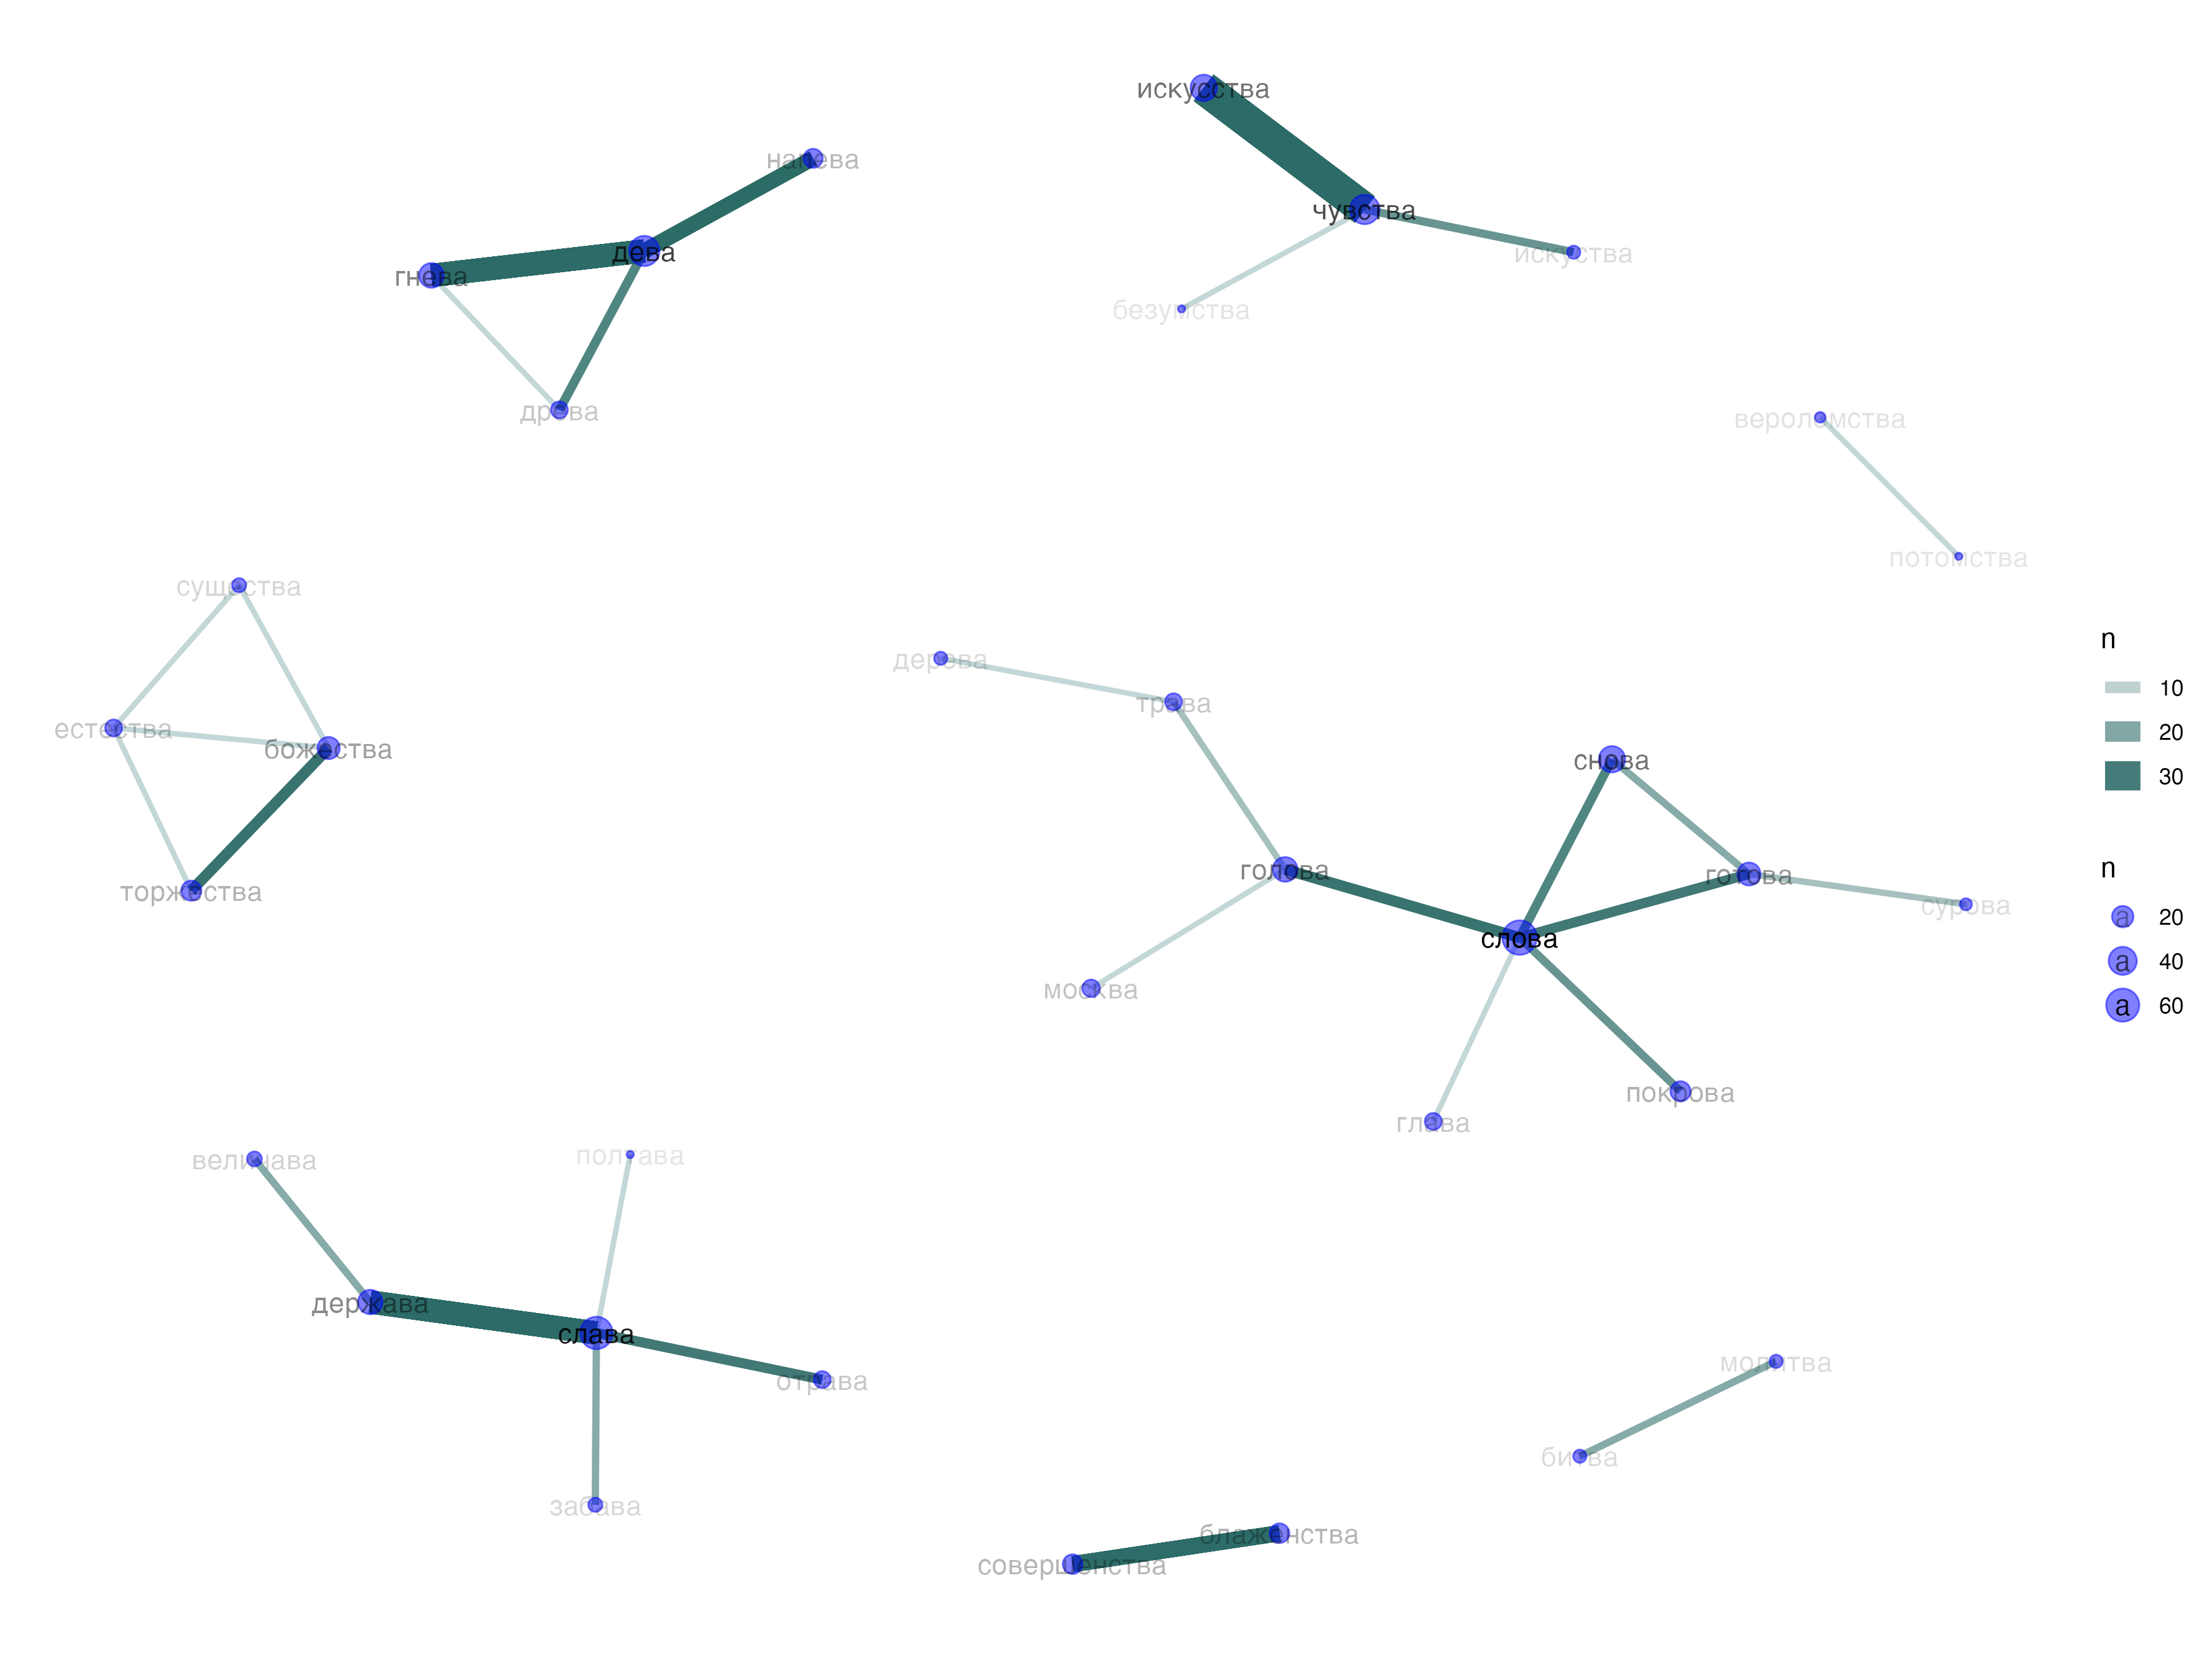 искусства
напева
чувства
дева
искуства
гнева
безумства
дрова
вероломства
потомства
существа
дерева
трава
естества
божества
снова
голова
готова
торжества
сурова
слова
москва
покрова
глава
величава
полтава
держава
слава
молитва
отрава
битва
забава
блаженства
совершенства
n
10
20
30
n
a 20
a 40
a 60